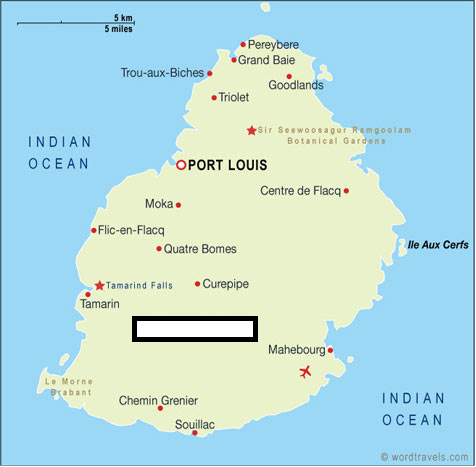 5 km
5 miles
Pereybere
Grand Baie
Trou-aux-Biches
Goodlands
Triolet
Sir Seewoosagur Ramgoolam
Botanical Gardens
INDIAN
OCEAN
PORT LOUIS
Centre de Flacq
Moka
Flic-en-Flacq
Quatre Bomes
Ile Aux Cerfs
Tamarind Falls
Curepipe
Tamarin
Mahebourg
Le Morne
Brabant
Chemin Grenier
Souillac
INDIAN
OCEAN
© wordtravels.com